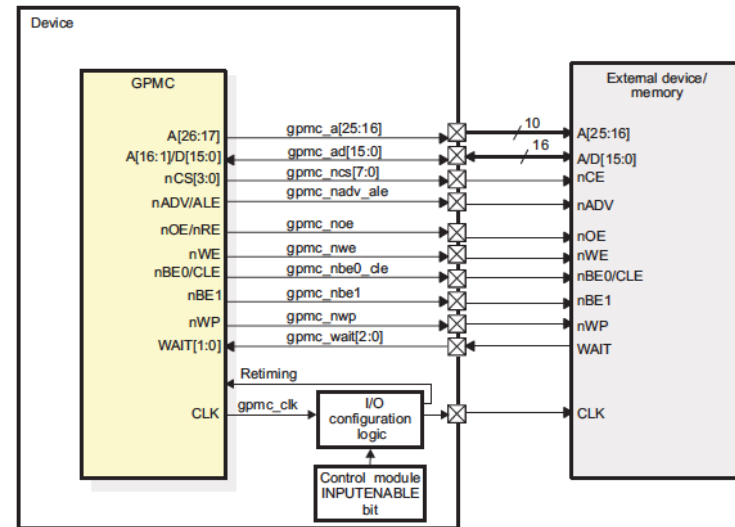 Device
GPMC
External device/
memory
A[26:17]
gpmc_a[25:16]
10
A[25:16]
A[16:1]/D[15:0]
gpmc_ad[15:0]
16
A/D[15:0]
nCS[3:0]
gpmc_ncs[7:0]
nCE
nADV/ALE
gpmc_nadv_ale
nADV
nOE/nRE
gpmc_noe
nOE
nWE
gpmc_nwe
nWE
nBE0/CLE
gpmc_nbe0_cle
nBE0/CLE
nBE1
gpmc_nbe1
nBE1
nWP
gpmc_nwp
nWP
WAIT[1:0]
gpmc_wait[2:0]
WAIT
Retiming
CLK
gpmc_clk
I/O
configuration
logic
CLK
Control module
INPUTENABLE
bit